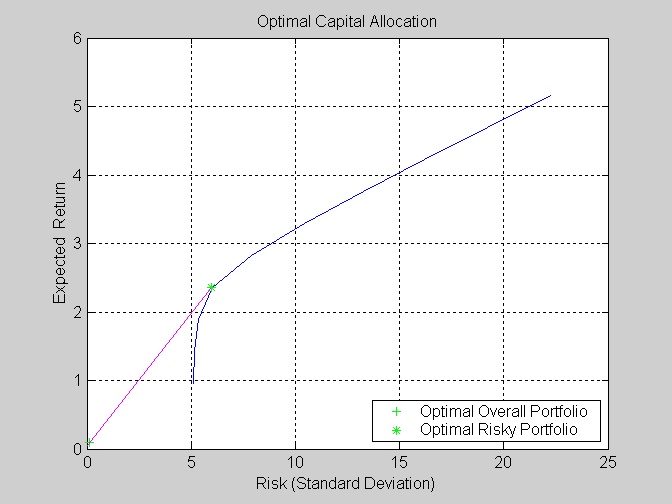 Optimal Capital Allocation
6
5
4
3
2
1
0
Expected Return
0 5 10 15 20 25
Risk (Standard Deviation)
Optimal Overall Portfolio
Optimal Risky Portfolio